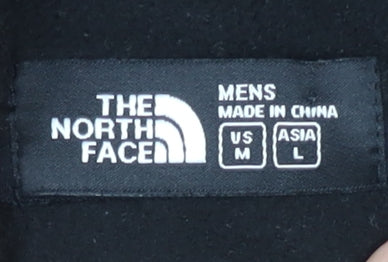 THE
NORTH
FACE
MENS
MADE IN CHINA
US ASIA
M L